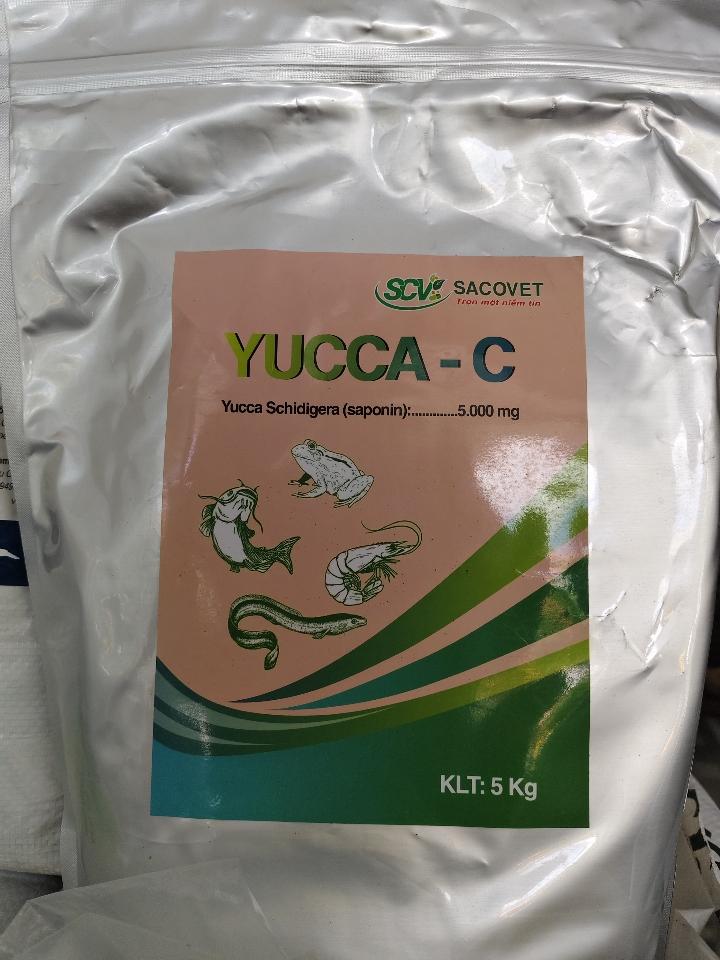 SCV SACOVET
Trọn một niềm tin
YUCCA - C
Yucca Schidigera (saponin):.............5.000 mg
KLT: 5 Kg